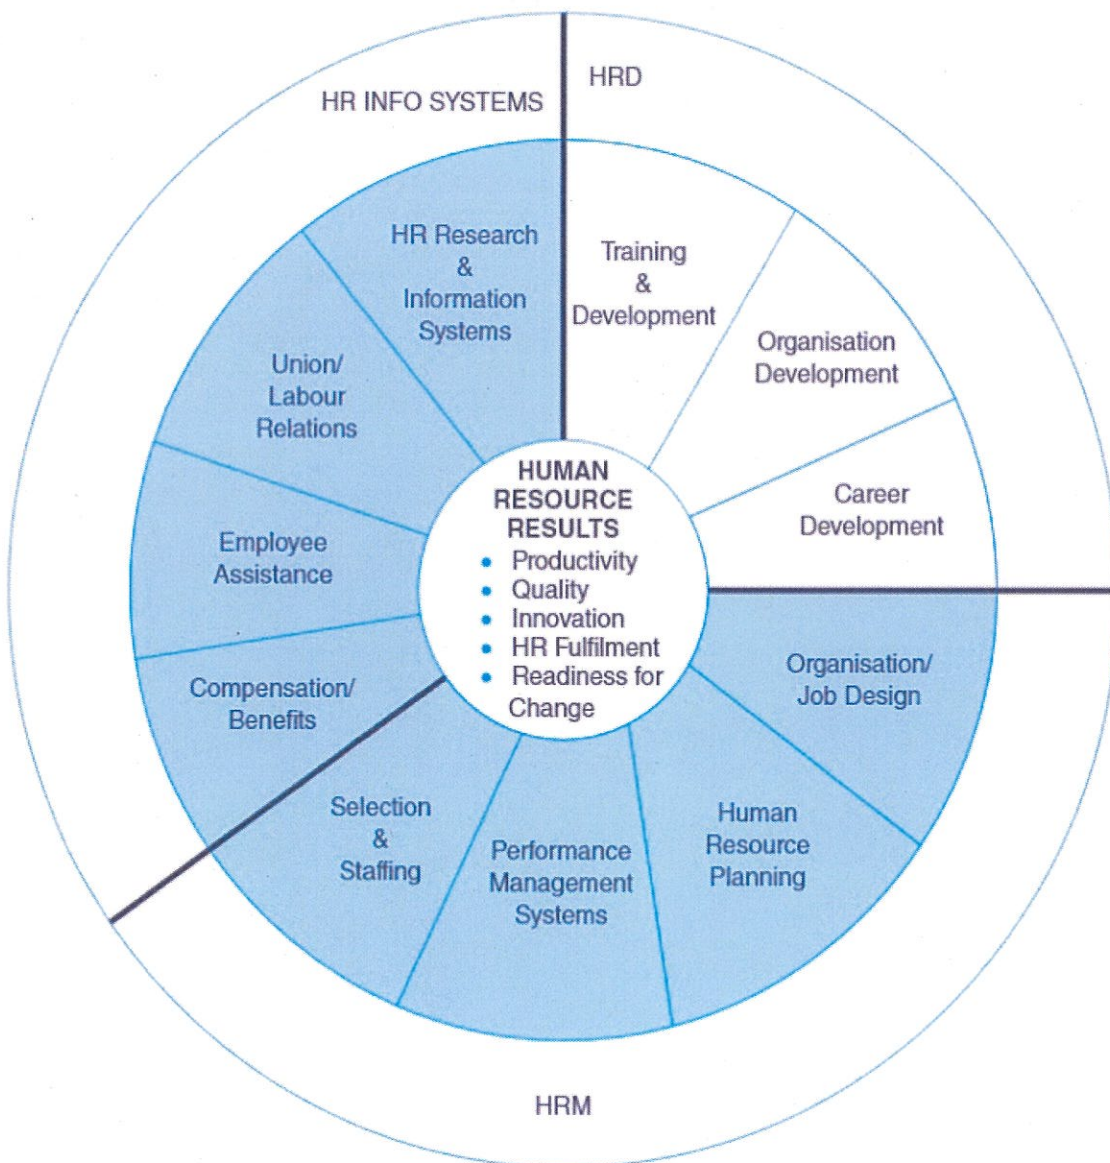 HR INFO SYSTEMS
HRD
HR Research
&
Information
Systems
Training
&
Development
Organisation
Development
Career
Development
Union/
Labour
Relations
Employee
Assistance
Compensation/
Benefits
HUMAN
RESOURCE
RESULTS
• Productivity
• Quality
• Innovation
• HR Fulfilment
• Readiness for
Change
Organisation/
Job Design
Human
Resource
Planning
Performance
Management
Systems
Selection
&
Staffing
HRM